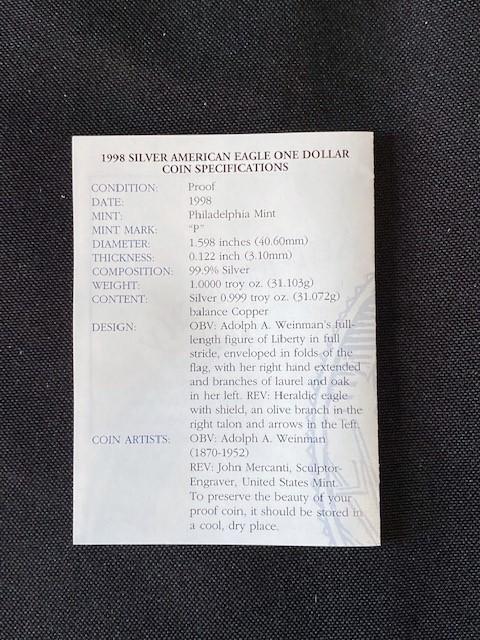 1998 SILVER AMERICAN EAGLE ONE DOLLAR
COIN SPECIFICATIONS
CONDITION: Proof
DATE: 1998
MINT: Philadelphia Mint
MINT MARK: "P"
DIAMETER: 1.598 inches (40.60mm)
THICKNESS: 0.122 inch (3.10mm)
COMPOSITION: 99.9% Silver
WEIGHT: 1.0000 troy oz. (31.103g)
CONTENT: Silver 0.999 troy oz. (31.072g)
balance Copper
DESIGN: OBV: Adolph A. Weinman's full-
length figure of Liberty in full
stride, enveloped in folds of the
flag, with her right hand extended
and branches of laurel and oak
in her left. REV: Heraldic eagle
with shield, an olive branch in the
right talon and arrows in the left.
COIN ARTISTS: OBV: Adolph A. Weinman
(1870-1952)
REV: John Mercanti, Sculptor-
Engraver, United States Mint
To preserve the beauty of your
proof coin, it should be stored in
a cool, dry place.